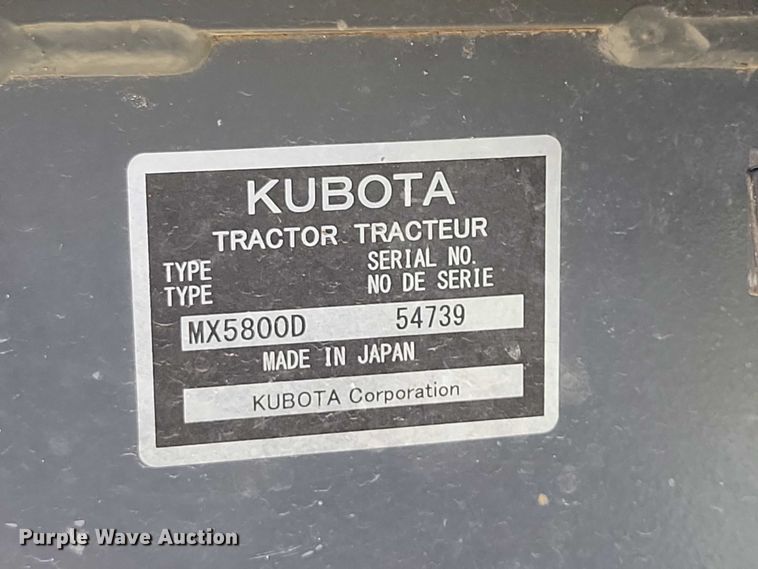 KUBOTA
TRACTOR TRACTEUR
TYPE SERIAL NO.
TYPE NO DE SERIE
MX5800D 54739
MADE IN JAPAN
KUBOTA Corporation
Purple Wave Auction